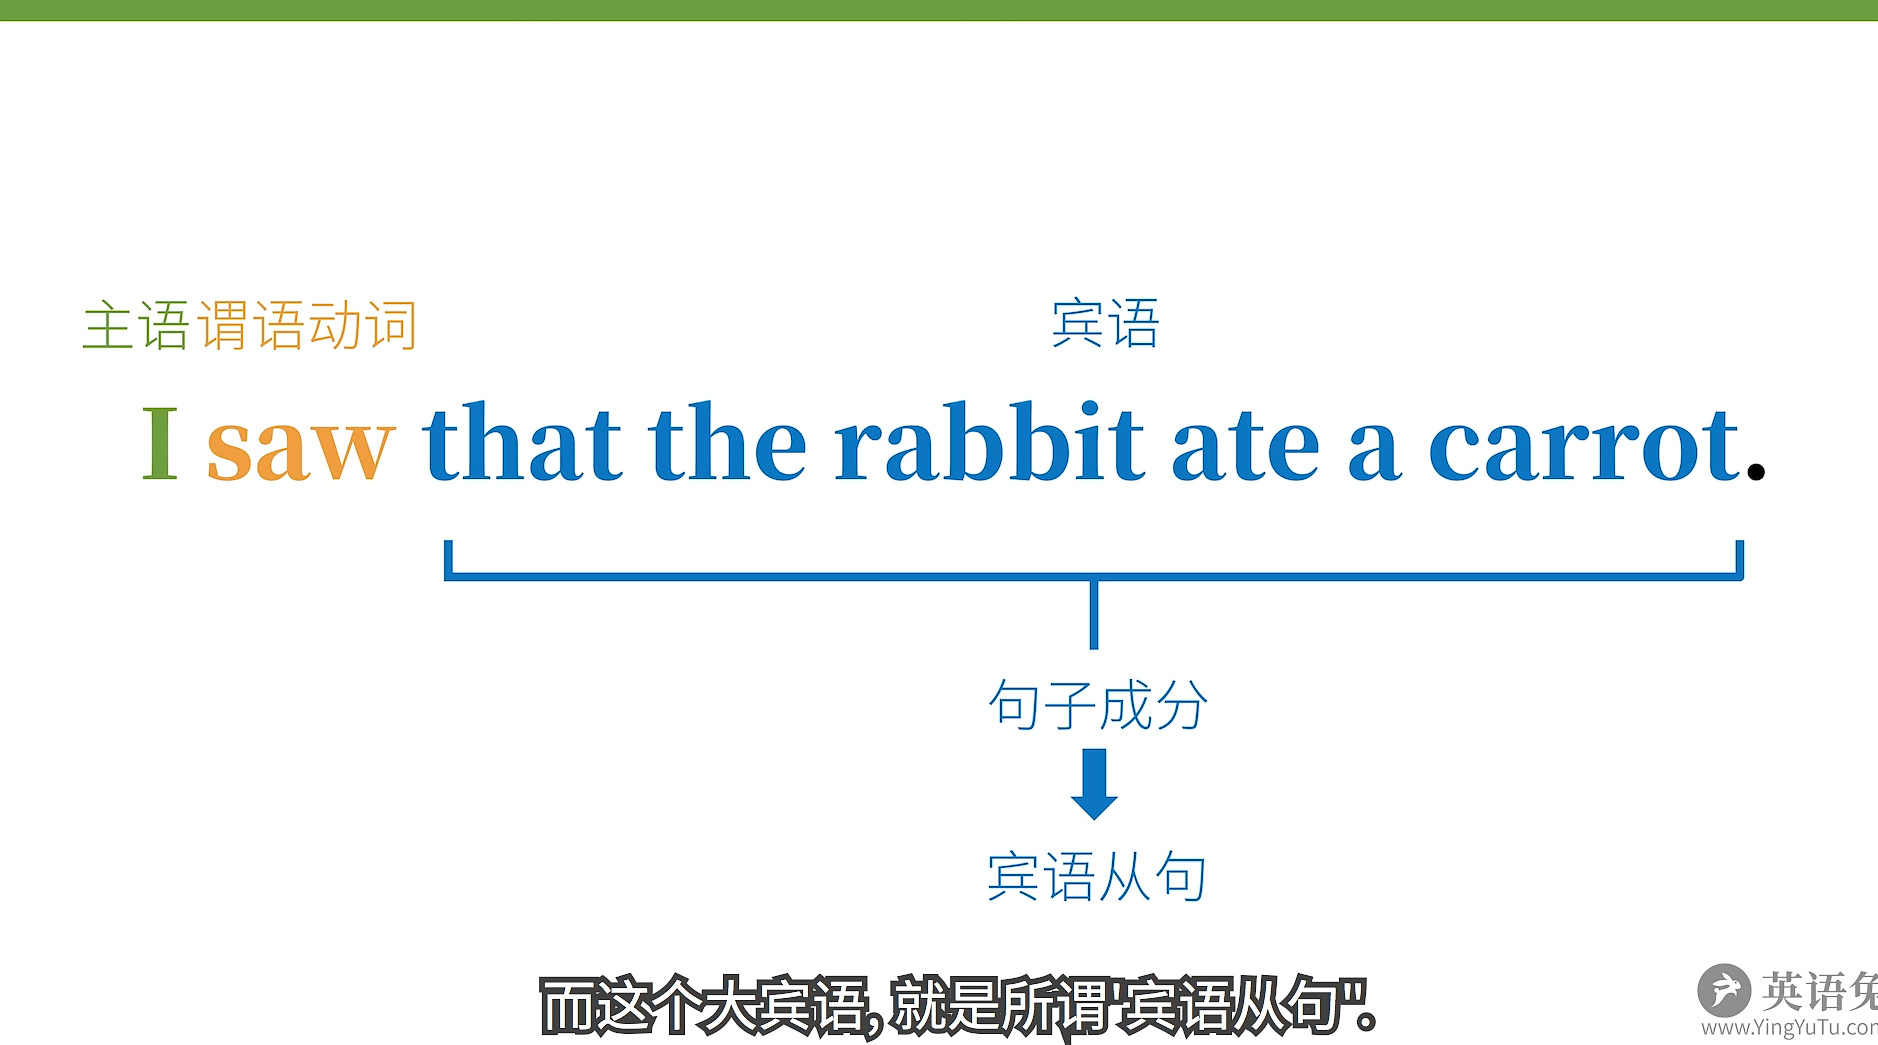 主语 谓语动词 宾语
I saw that the rabbit ate a carrot.
句子成分
宾语从句
而这个大宾语, 就是所谓"宾语从句"。
英语兔
www.YingYuTu.com